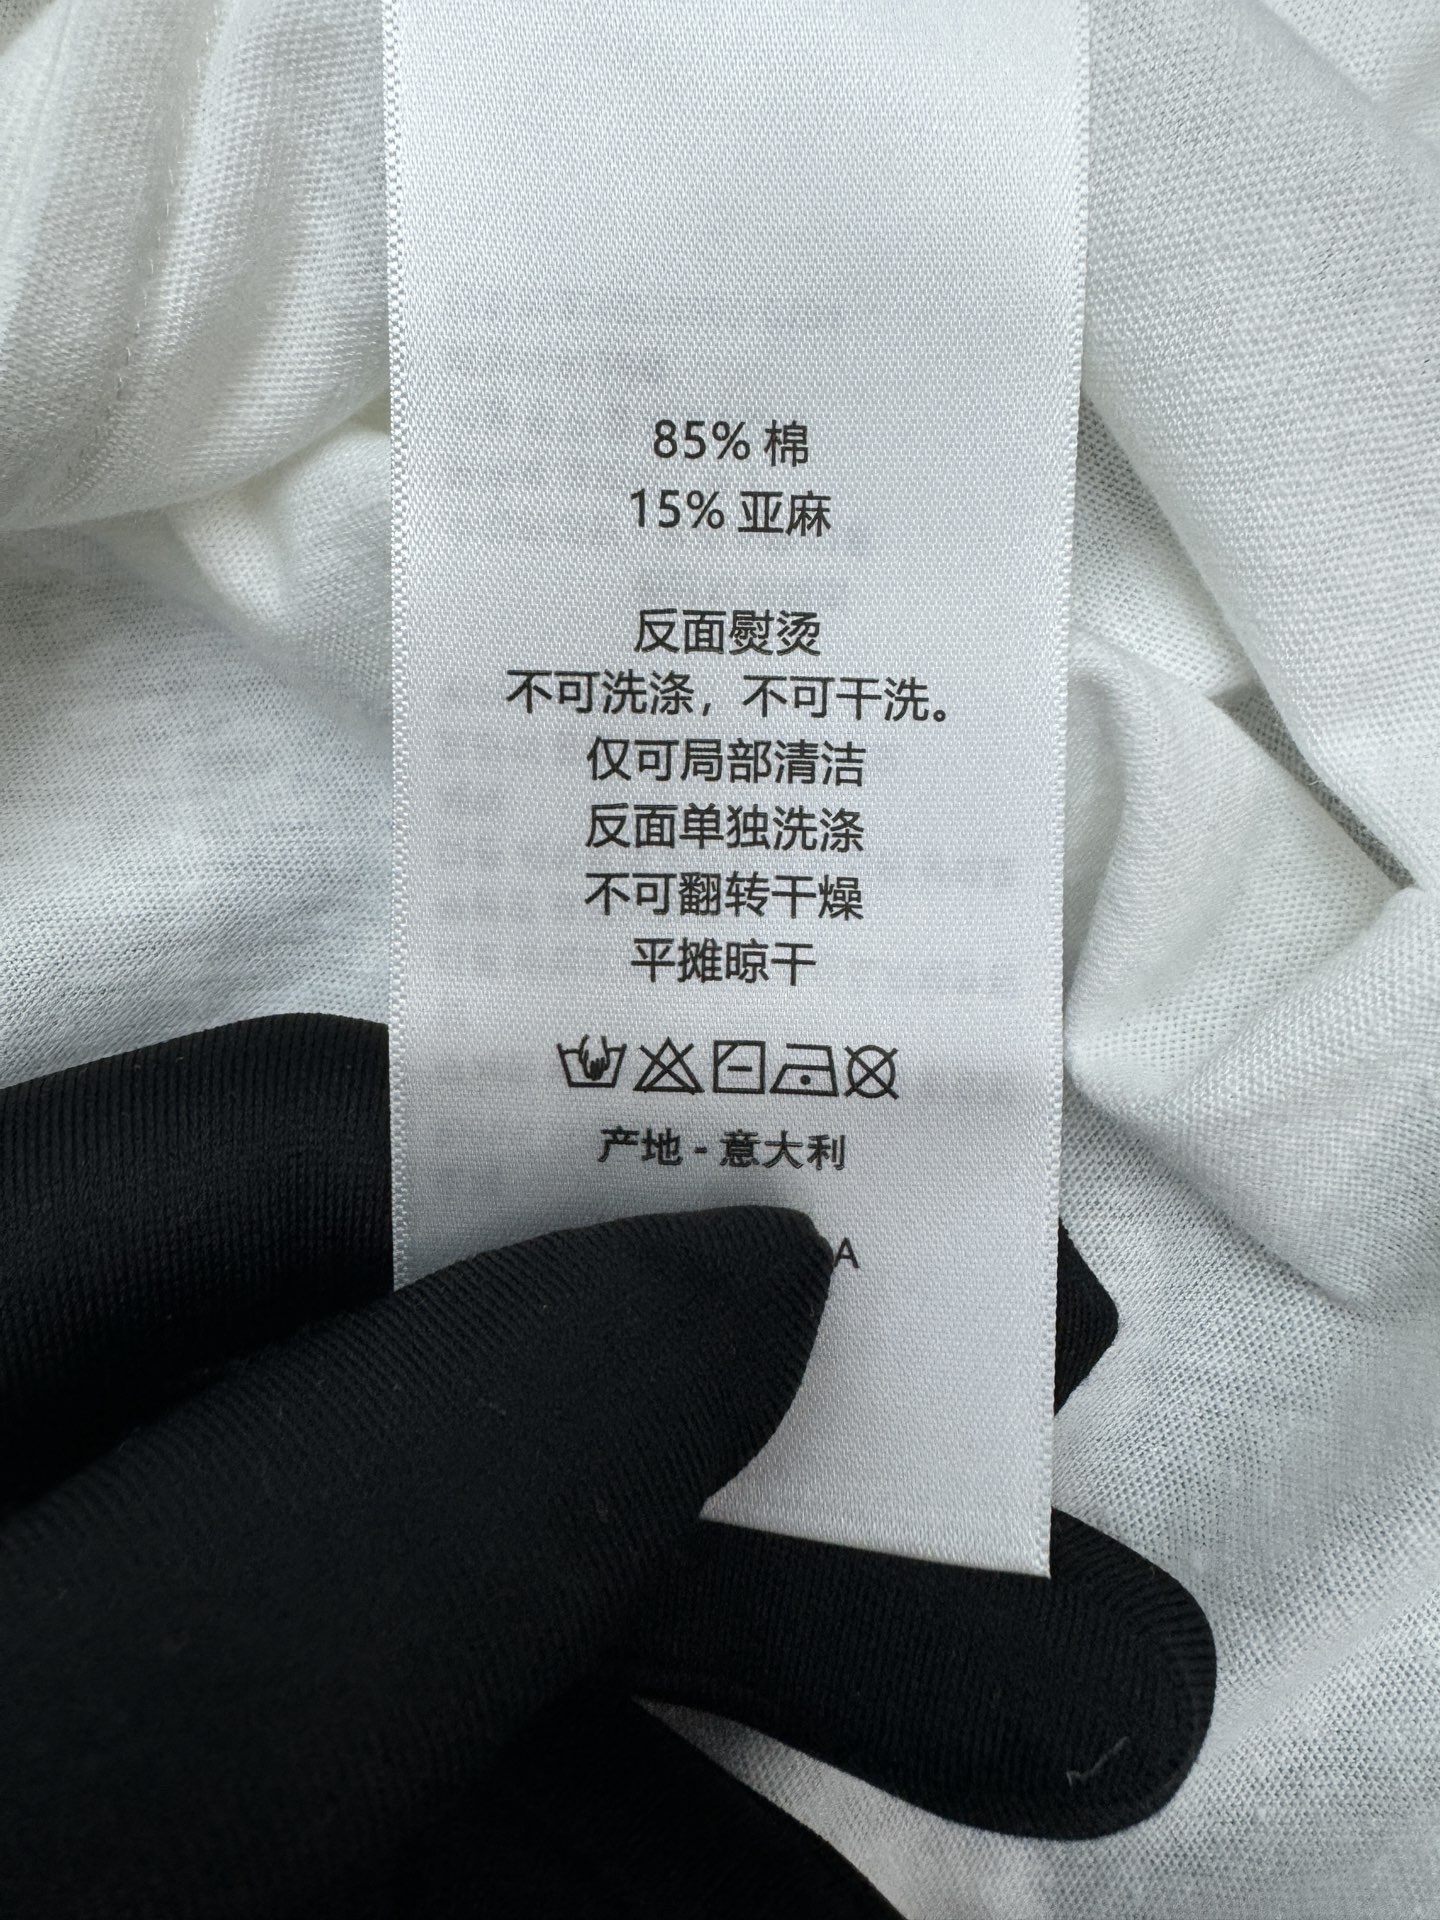 85% 棉
15% 亚麻
反面熨烫
不可洗涤，不可干洗。
仅可局部清洁
反面单独洗涤
不可翻转干燥
平摊晾干
产地 - 意大利
A